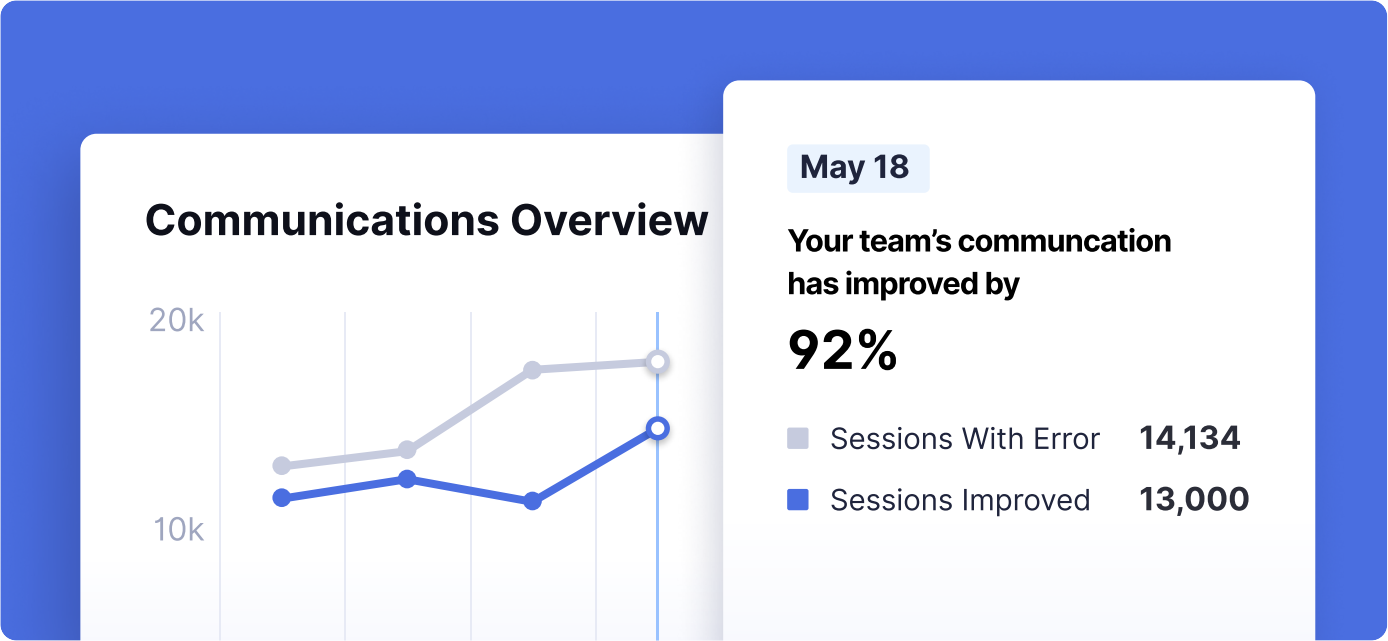 Communications Overview
20k
10k
May 18
Your team’s communcation
has improved by
92%
Sessions With Error 14,134
Sessions Improved 13,000